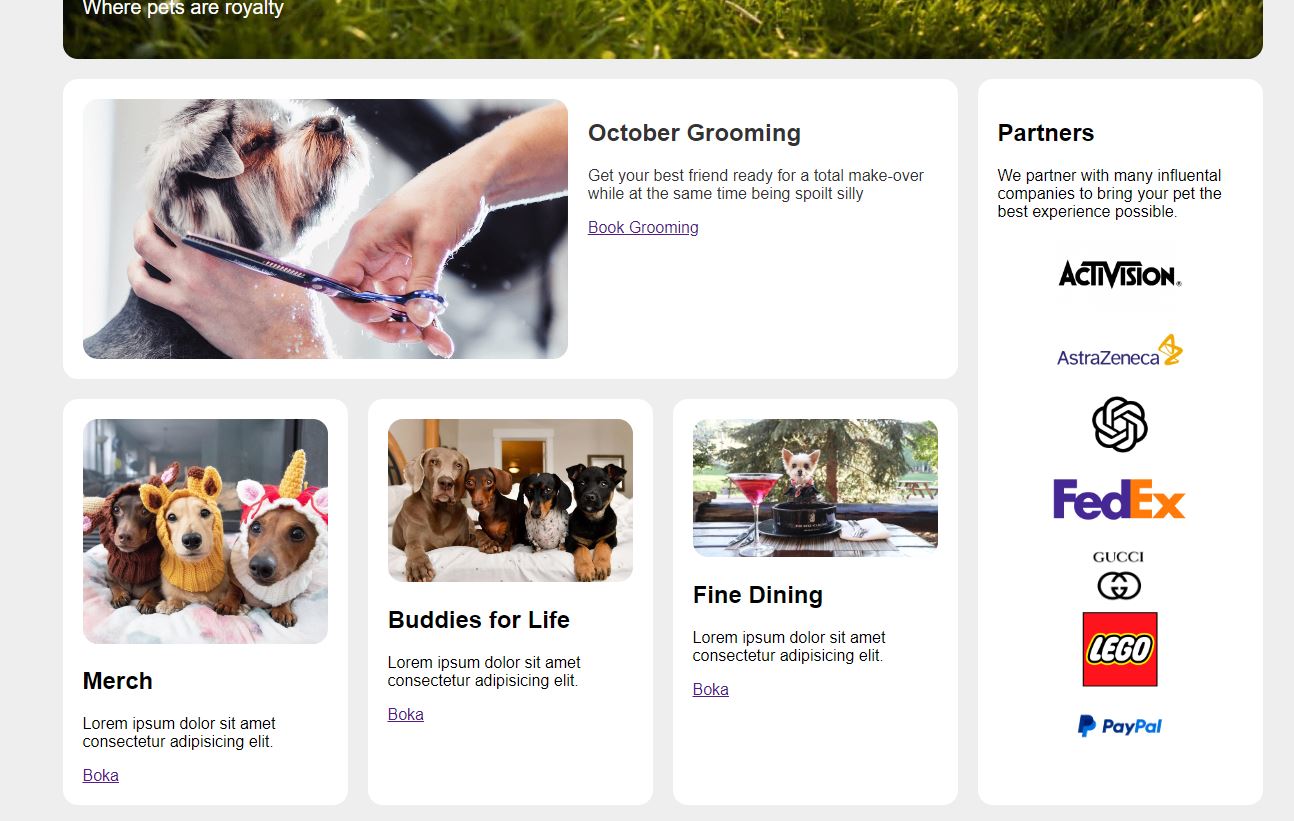 Where pets are royalty
October Grooming
Get your best friend ready for a total make-over
while at the same time being spoilt silly
Book Grooming
Partners
We partner with many influental
companies to bring your pet the
best experience possible.
ACTIVISION®
AstraZeneca
FedEx
GUCCI
LEGO
PayPal
Merch
Lorem ipsum dolor sit amet
consectetur adipisicing elit.
Boka
Buddies for Life
Lorem ipsum dolor sit amet
consectetur adipisicing elit.
Boka
Fine Dining
Lorem ipsum dolor sit amet
consectetur adipisicing elit.
Boka